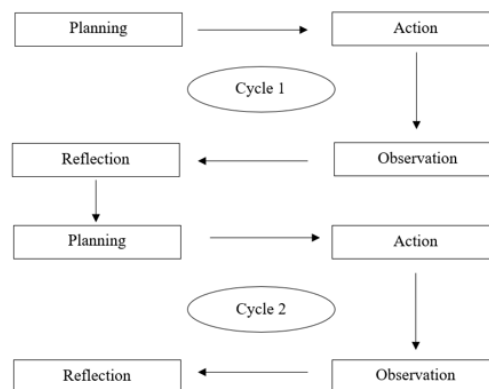 Planning
Action
Cycle 1
Reflection
Observation
Planning
Action
Cycle 2
Reflection
Observation